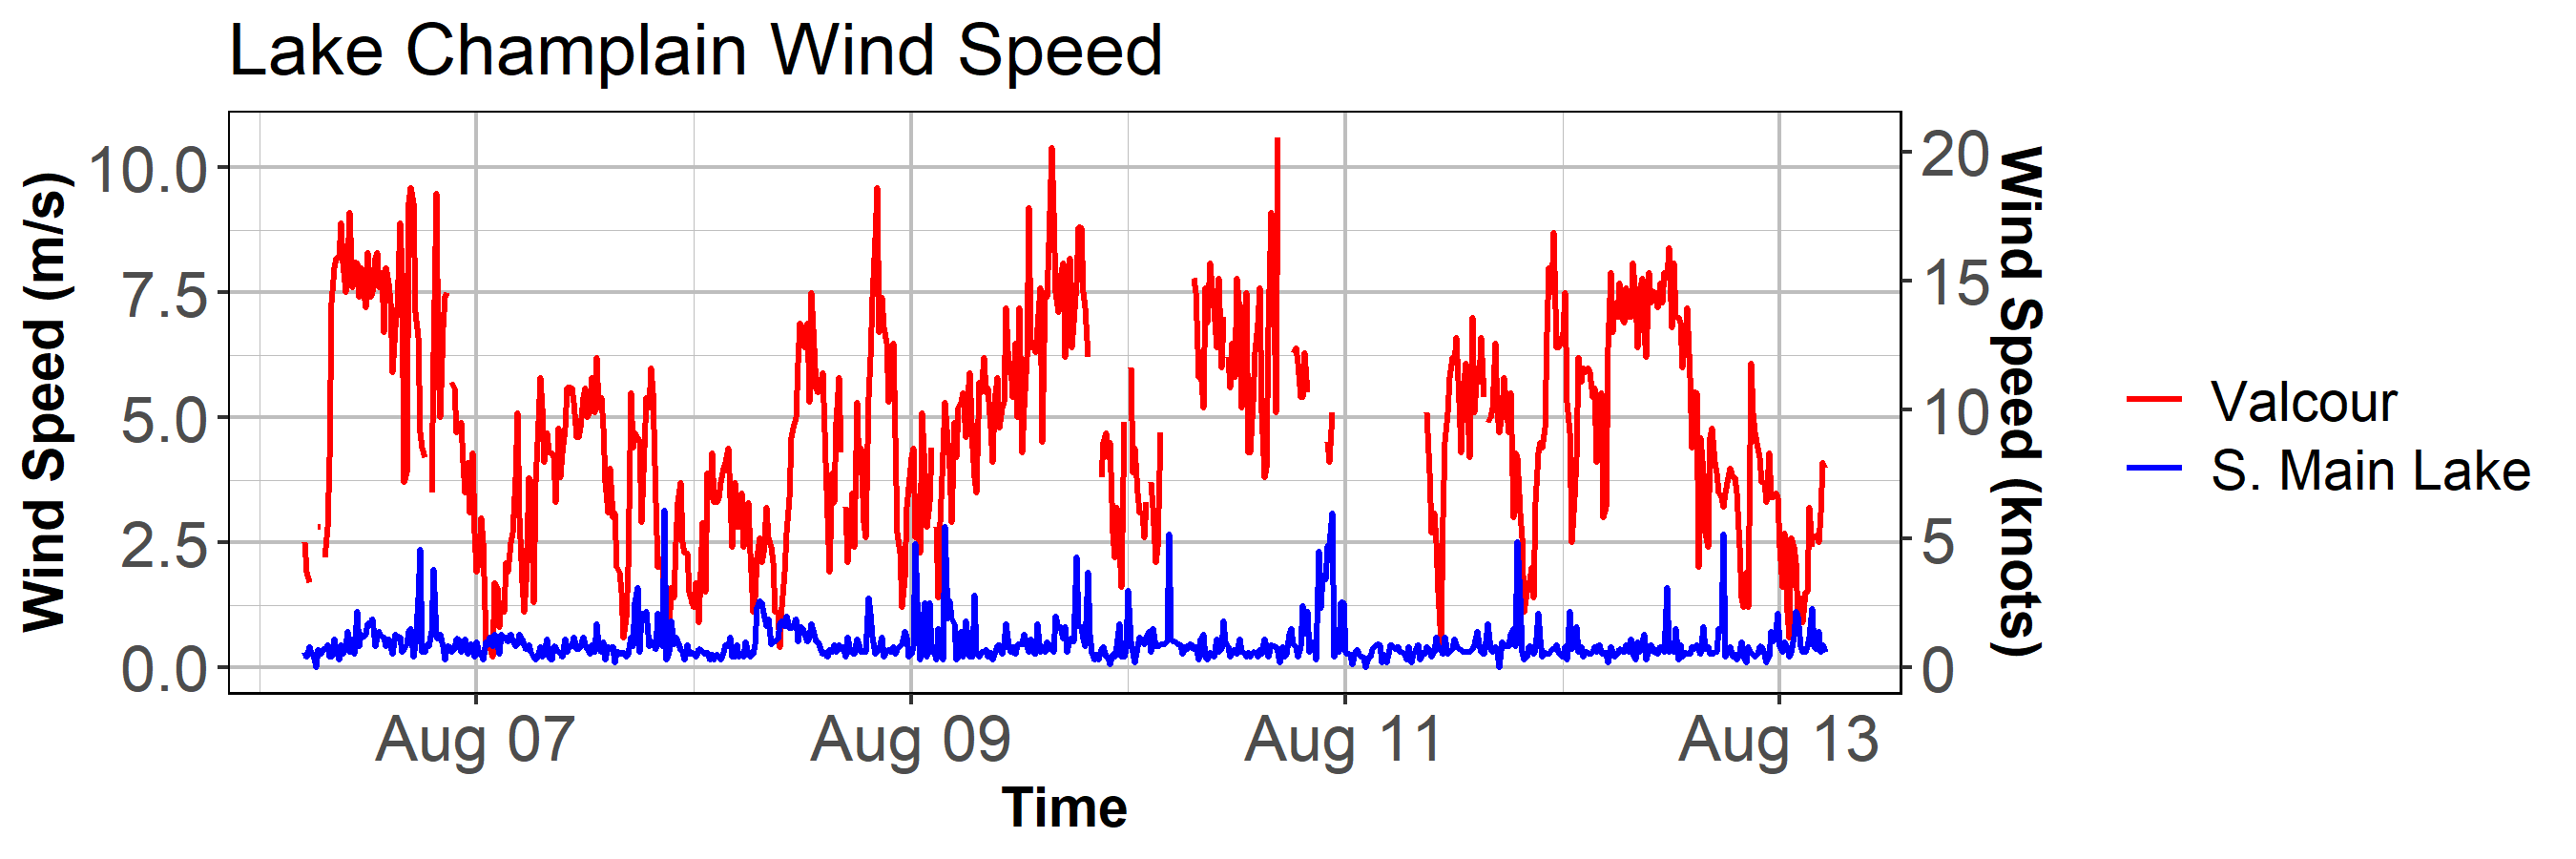 Lake Champlain Wind Speed
Wind Speed (m/s)
10.0
7.5
5.0
2.5
0.0
20
15
10
5
0
Wind Speed (knots)
Aug 07
Aug 09
Aug 11
Aug 13
Time
Valcour
S. Main Lake